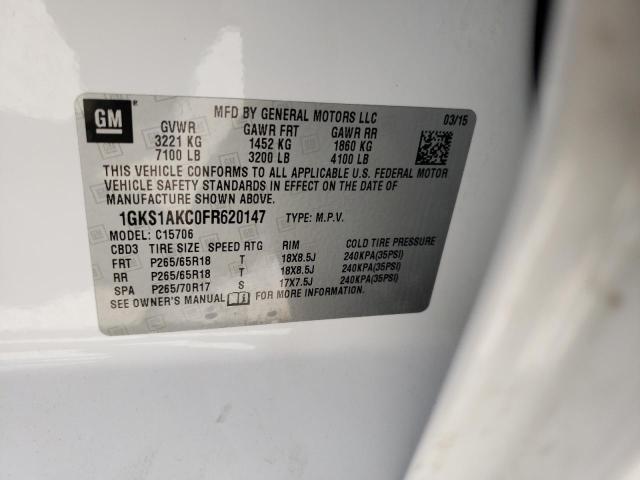 GM
MFD BY GENERAL MOTORS LLC 03/15
GVWR GAWR FRT GAWR RR
3221 KG 1452 KG 1860 KG
7100 LB 3200 LB 4100 LB
THIS VEHICLE CONFORMS TO ALL APPLICABLE U.S. FEDERAL MOTOR
VEHICLE SAFETY STANDARDS IN EFFECT ON THE DATE OF
MANUFACTURE SHOWN ABOVE.
1GKS1AKC0FR620147 TYPE: M.P.V.
MODEL: C15706
CBD3 TIRE SIZE SPEED RTG RIM COLD TIRE PRESSURE
FRT P265/65R18 T 18X8.5J 240KPA(35PSI)
RR P265/65R18 T 18X8.5J 240KPA(35PSI)
SPA P265/70R17 S 17X7.5J 240KPA(35PSI)
SEE OWNER'S MANUAL FOR MORE INFORMATION.